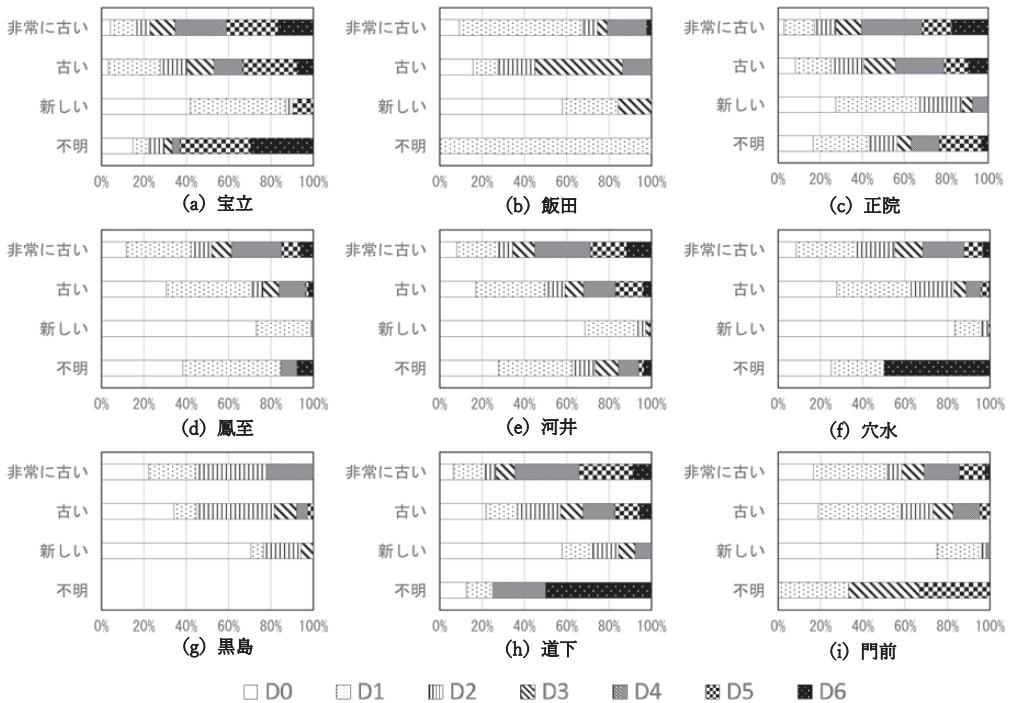 非常に古い
古い
新しい
不明
0% 20% 40% 60% 80% 100%
(a) 宝立
非常に古い
古い
新しい
不明
0% 20% 40% 60% 80% 100%
(b) 飯田
非常に古い
古い
新しい
不明
0% 20% 40% 60% 80% 100%
(c) 正院
非常に古い
古い
新しい
不明
0% 20% 40% 60% 80% 100%
(d) 鳳至
非常に古い
古い
新しい
不明
0% 20% 40% 60% 80% 100%
(e) 河井
非常に古い
古い
新しい
不明
0% 20% 40% 60% 80% 100%
(f) 穴水
非常に古い
古い
新しい
不明
0% 20% 40% 60% 80% 100%
(g) 黒島
非常に古い
古い
新しい
不明
0% 20% 40% 60% 80% 100%
(h) 道下
非常に古い
古い
新しい
不明
0% 20% 40% 60% 80% 100%
(i) 門前
D0 D1 D2 D3 D4 D5 D6